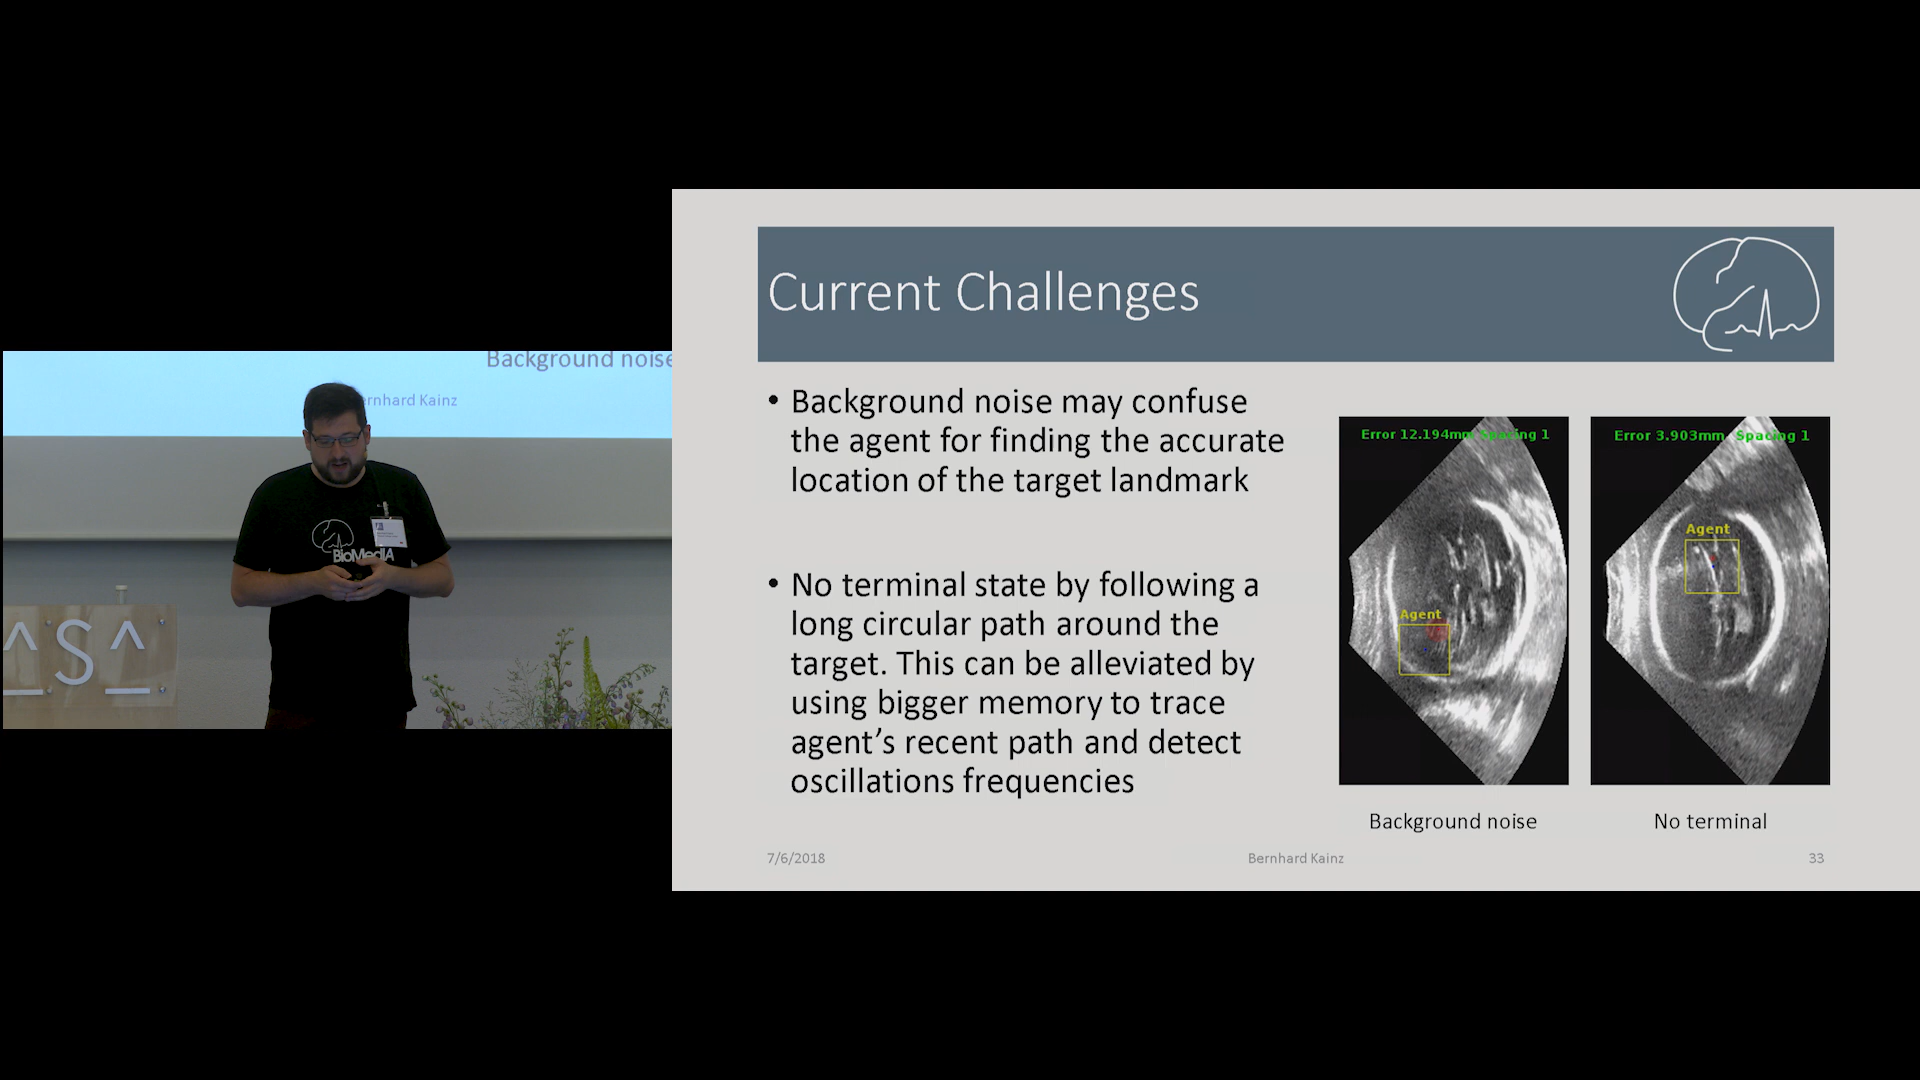 Background noise
ernhard Kainz
BioMedIA
ASA
Current Challenges
• Background noise may confuse
the agent for finding the accurate
location of the target landmark
• No terminal state by following a
long circular path around the
target. This can be alleviated by
using bigger memory to trace
agent's recent path and detect
oscillations frequencies
Error 12.194mm Spacing 1
Agent
Error 3.903mm Spacing 1
Agent
Background noise
No terminal
7/6/2018
Bernhard Kainz
33